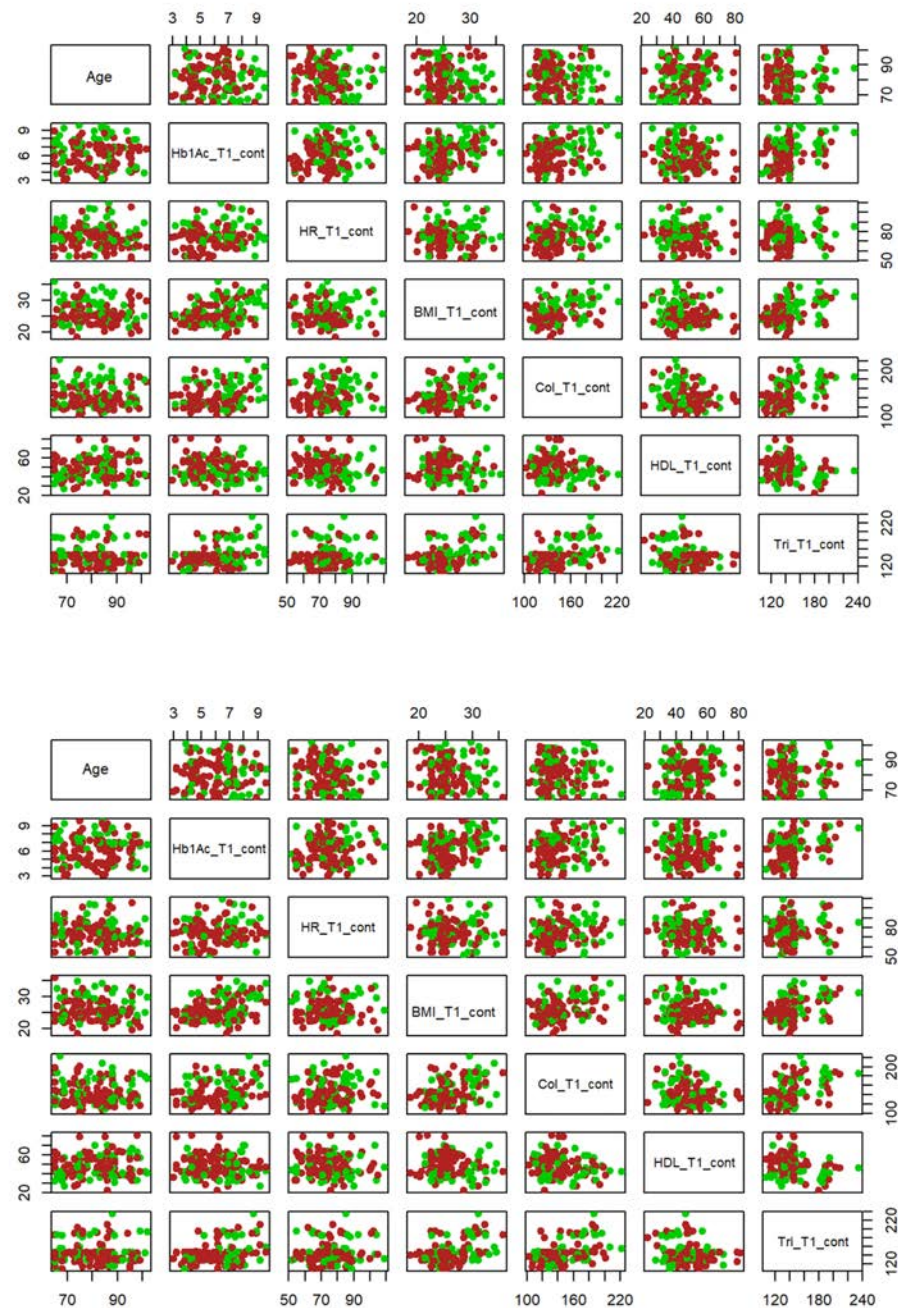 3 5 7 9 20 30 20 40 60 80
Age
70 90
3 6 9
Hb1Ac_T1_cont
HR_T1_cont
50 80
20 30
BMI_T1_cont
Col_T1_cont
100 200
20 60
HDL_T1_cont
Tri_T1_cont
120 220
70 90 50 70 90 100 160 220 120 180 240
3 5 7 9 20 30 20 40 60 80
Age
70 90
3 6 9
Hb1Ac_T1_cont
HR_T1_cont
50 80
20 30
BMI_T1_cont
Col_T1_cont
100 200
20 60
HDL_T1_cont
Tri_T1_cont
120 220
70 90 50 70 90 100 160 220 120 180 240